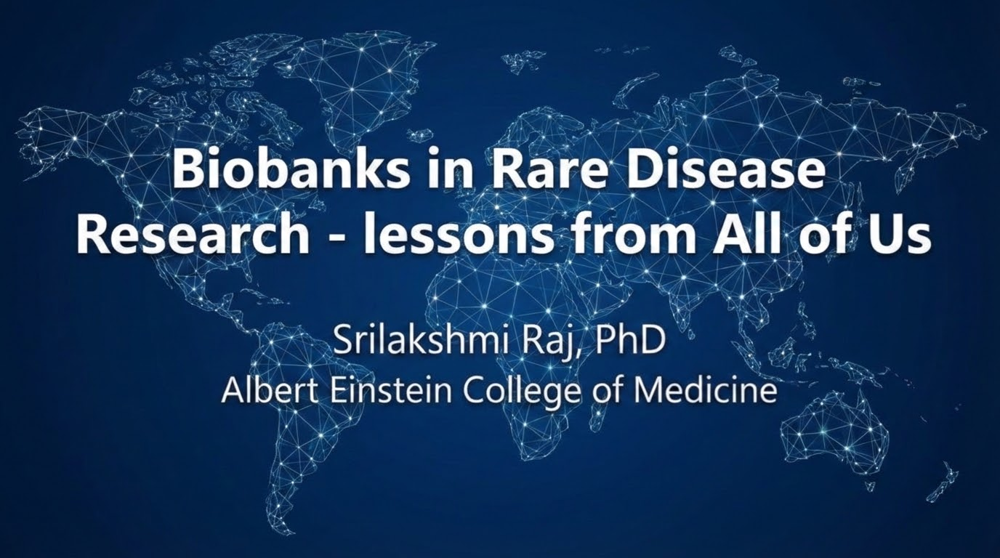 Biobanks in Rare Disease
Research - lessons from All of Us
Srilakshmi Raj, PhD
Albert Einstein College of Medicine